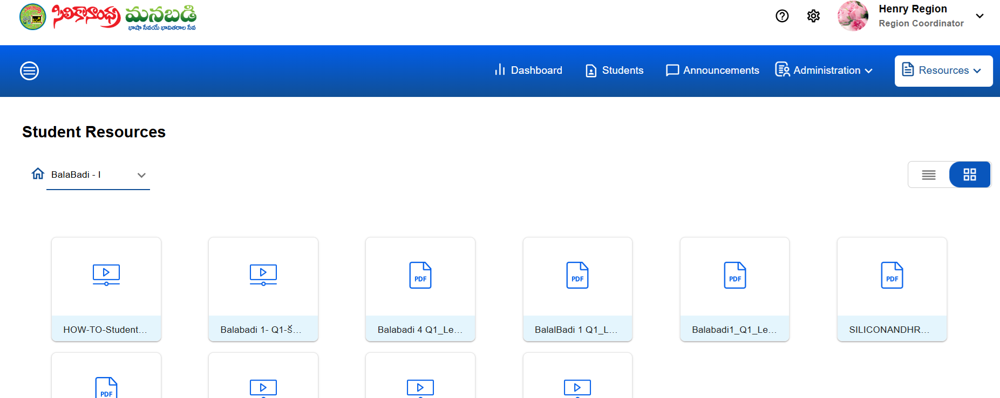 సిలికానాంధ్ర మనబడి
భాషా సేవయే భావితరాల సేవ
Henry Region
Region Coordinator
Dashboard
Students
Announcements
Administration
Resources
Student Resources
BalaBadi - I
PDF
PDF
PDF
PDF
HOW-TO-Student...
Balabadi 1- Q1-కే...
Balabadi 4 Q1_Le...
BalalBadi 1 Q1_L...
Balabadi1_Q1_Le...
SILICONANDHR...
PDF